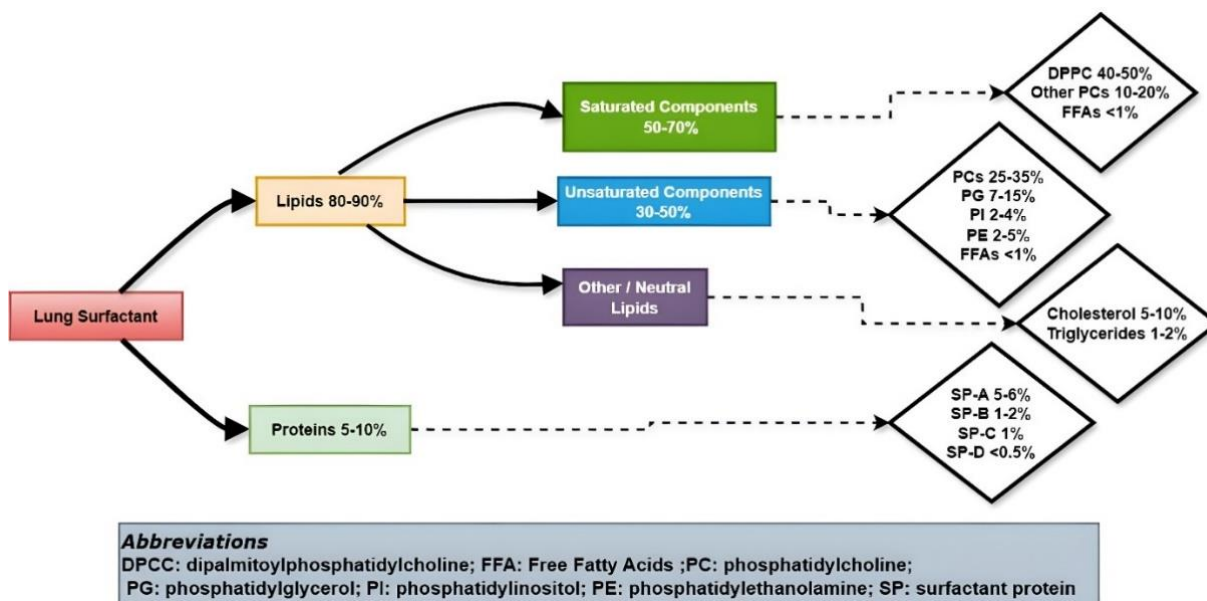 Lung Surfactant
Lipids 80-90%
Proteins 5-10%
Saturated Components
50-70%
Unsaturated Components
30-50%
Other / Neutral
Lipids
DPPC 40-50%
Other PCs 10-20%
FFAs <1%
PCs 25-35%
PG 7-15%
PI 2-4%
PE 2-5%
FFAs <1%
Cholesterol 5-10%
Triglycerides 1-2%
SP-A 5-6%
SP-B 1-2%
SP-C 1%
SP-D <0.5%
Abbreviations
DPCC: dipalmitoylphosphatidylcholine; FFA: Free Fatty Acids ;PC: phosphatidylcholine;
PG: phosphatidylglycerol; PI: phosphatidylinositol; PE: phosphatidylethanolamine; SP: surfactant protein